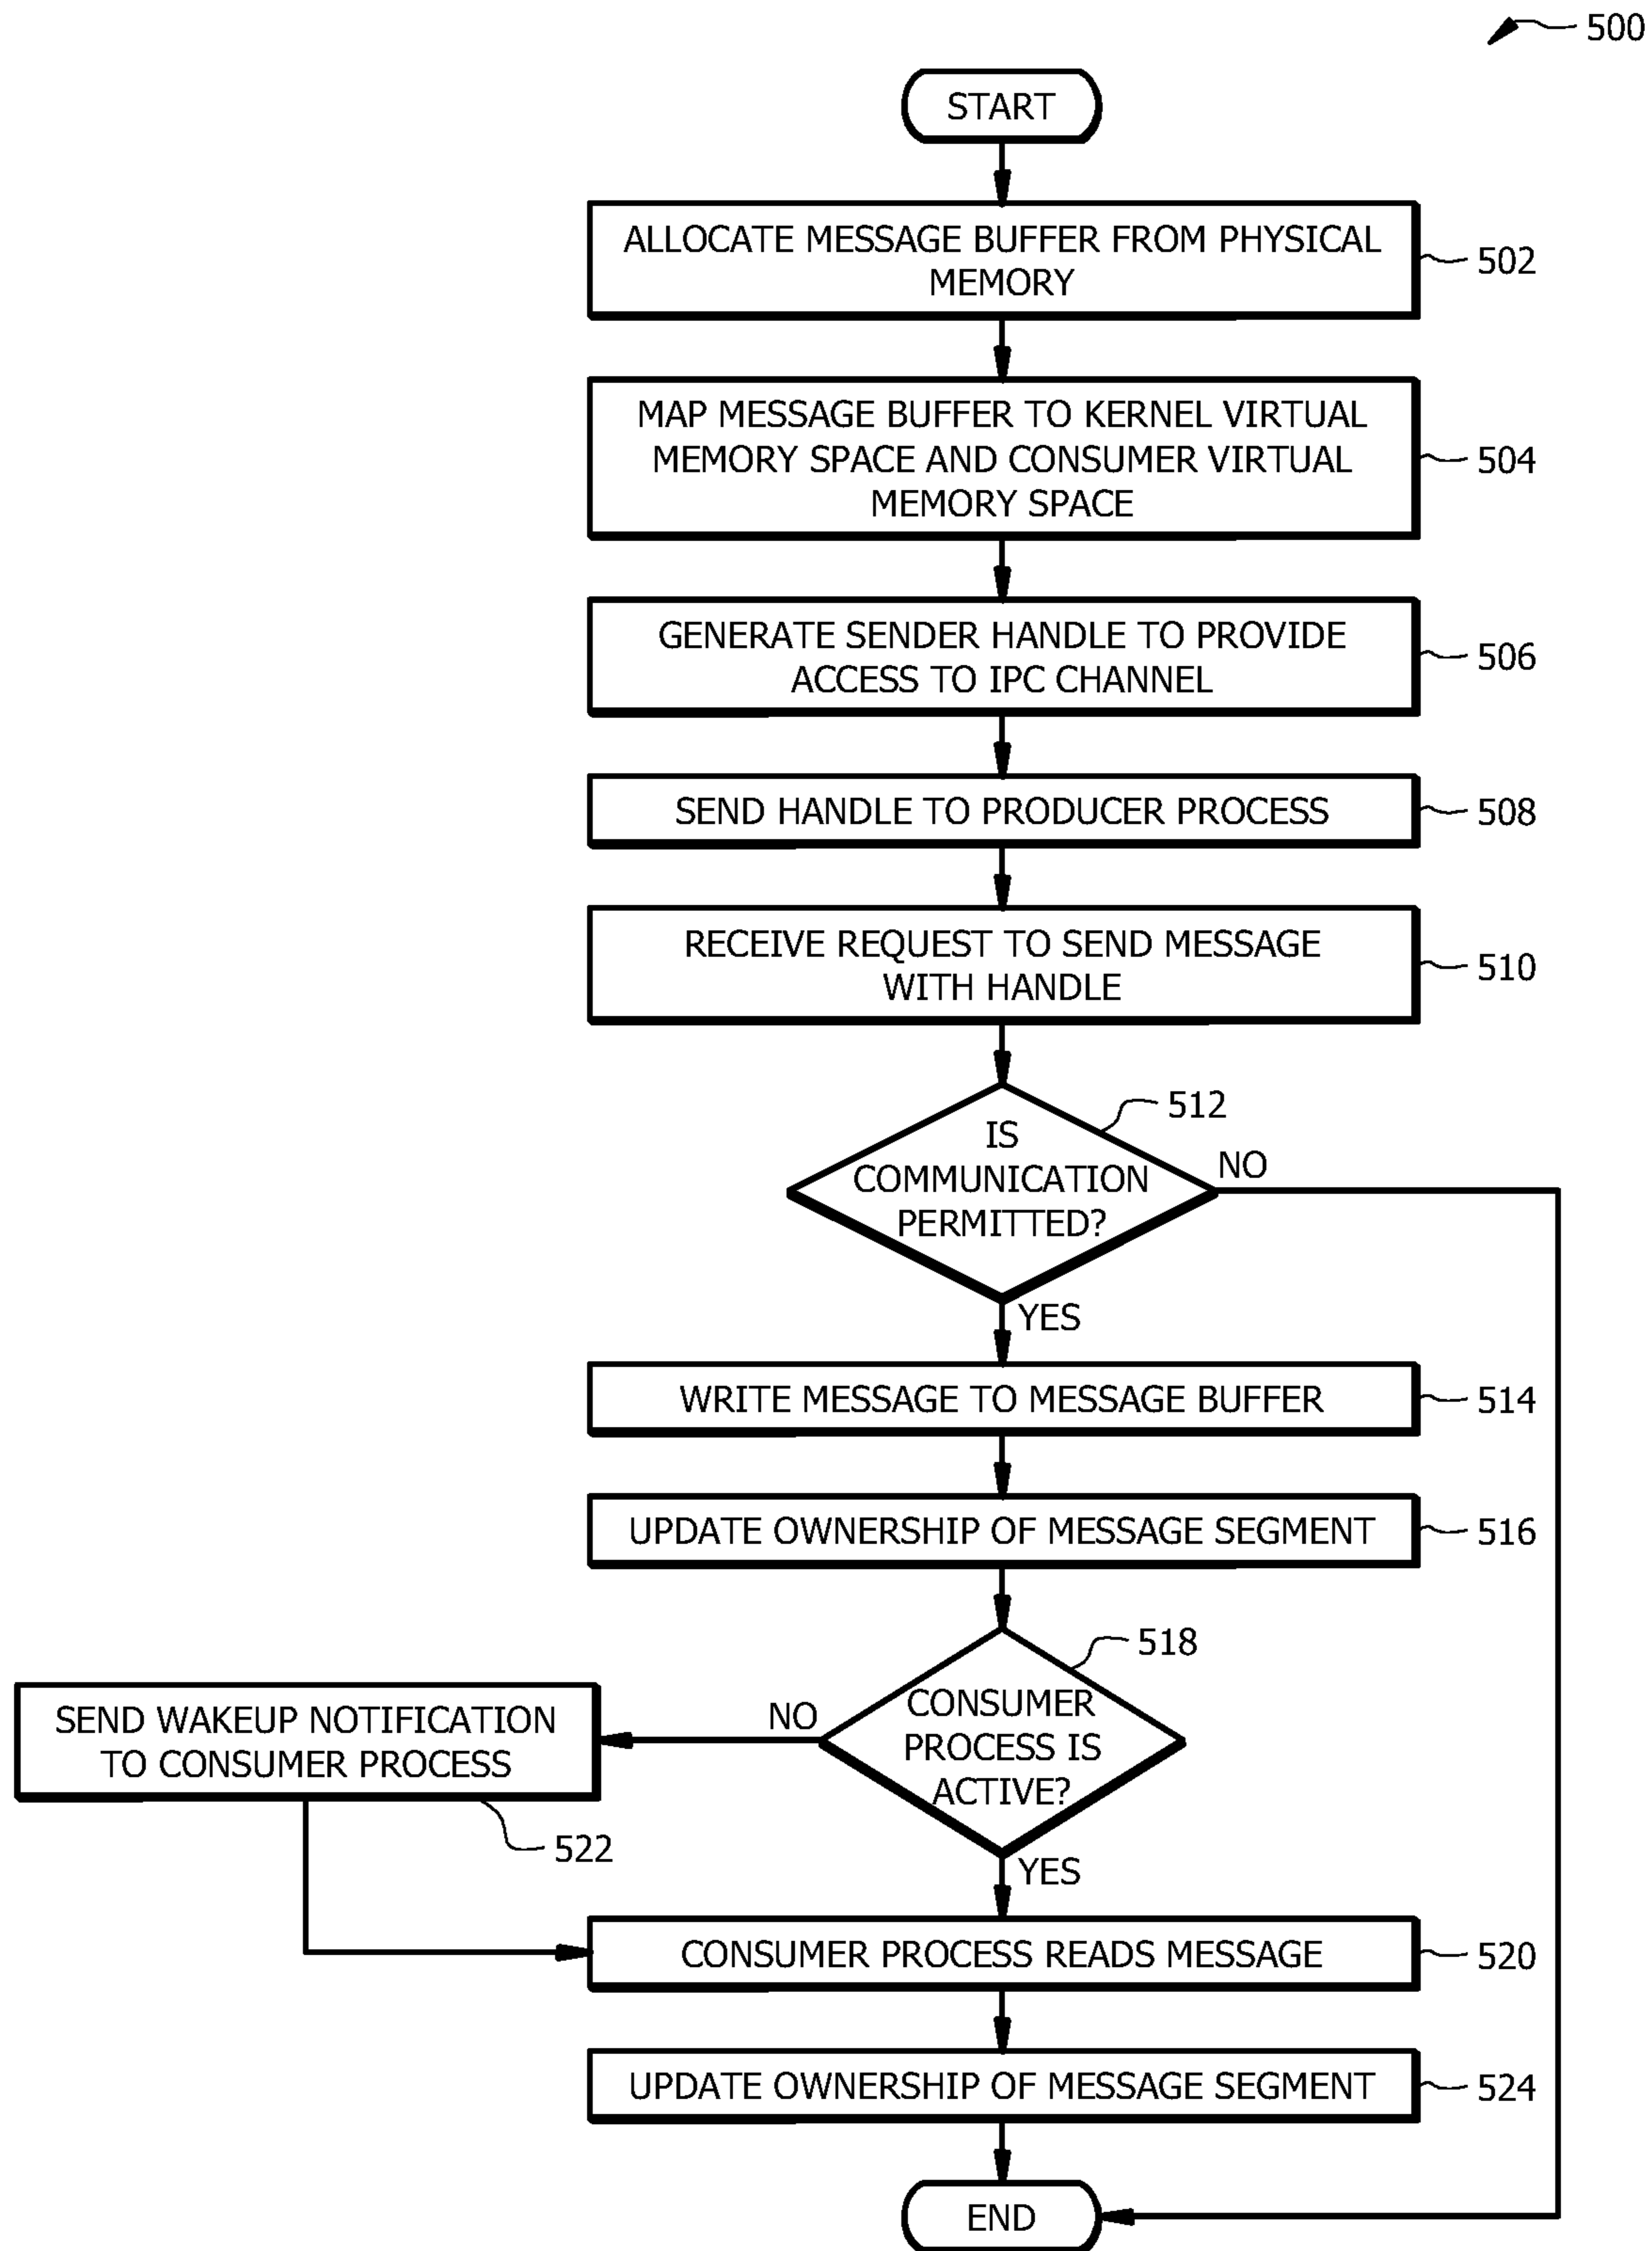 500
START
ALLOCATE MESSAGE BUFFER FROM PHYSICAL
MEMORY
502
MAP MESSAGE BUFFER TO KERNEL VIRTUAL
MEMORY SPACE AND CONSUMER VIRTUAL
MEMORY SPACE
504
GENERATE SENDER HANDLE TO PROVIDE
ACCESS TO IPC CHANNEL
506
SEND HANDLE TO PRODUCER PROCESS
508
RECEIVE REQUEST TO SEND MESSAGE
WITH HANDLE
510
512
IS
COMMUNICATION
PERMITTED?
NO
YES
WRITE MESSAGE TO MESSAGE BUFFER
514
UPDATE OWNERSHIP OF MESSAGE SEGMENT
516
518
CONSUMER
PROCESS IS
ACTIVE?
NO
SEND WAKEUP NOTIFICATION
TO CONSUMER PROCESS
522
YES
CONSUMER PROCESS READS MESSAGE
520
UPDATE OWNERSHIP OF MESSAGE SEGMENT
524
END